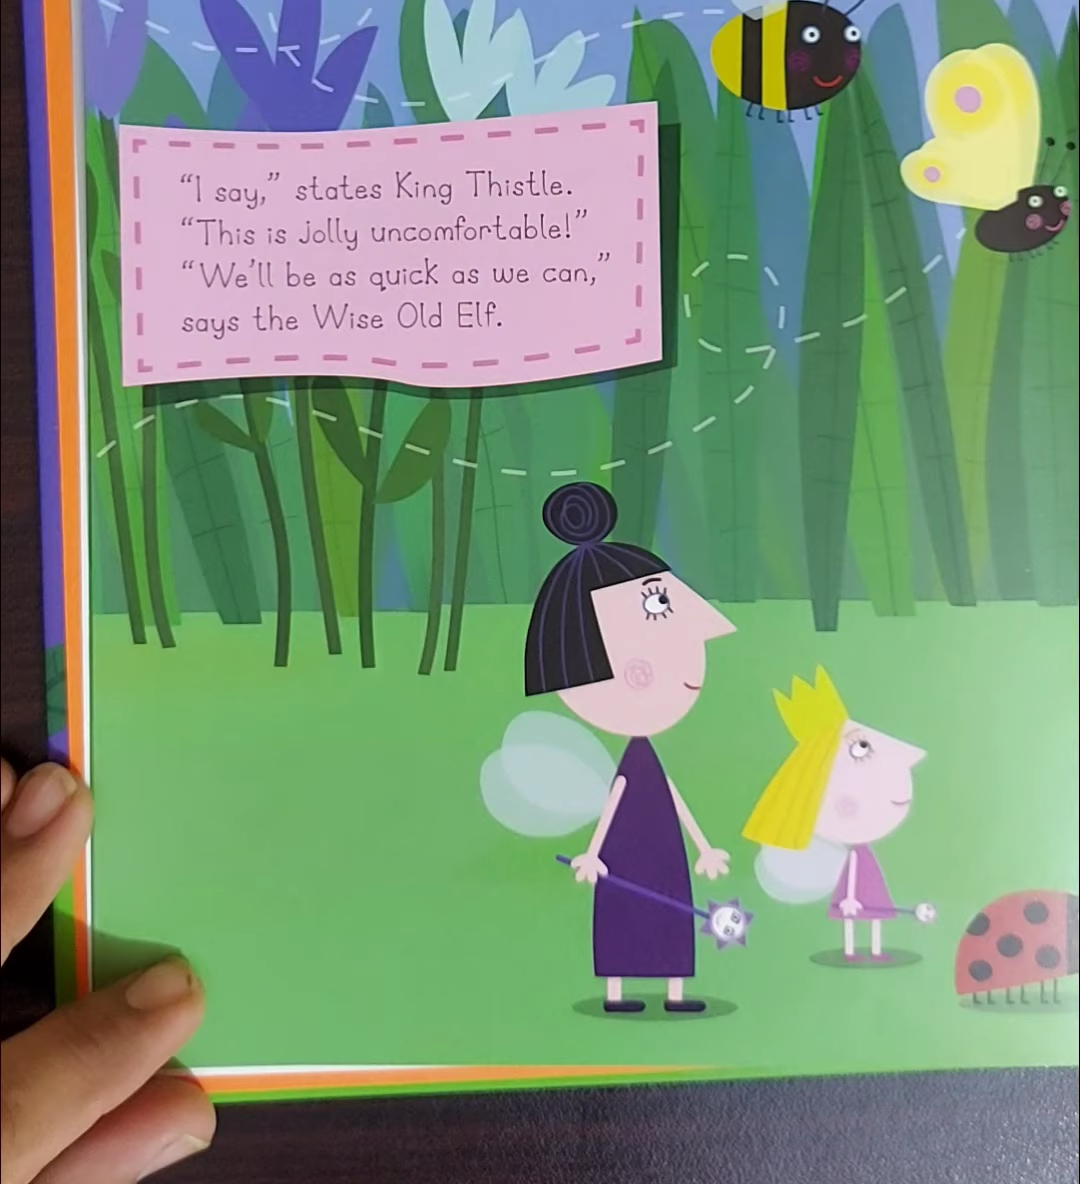 “I say,” states King Thistle.
“This is jolly uncomfortable!”
“We’ll be as quick as we can,”
says the Wise Old Elf.